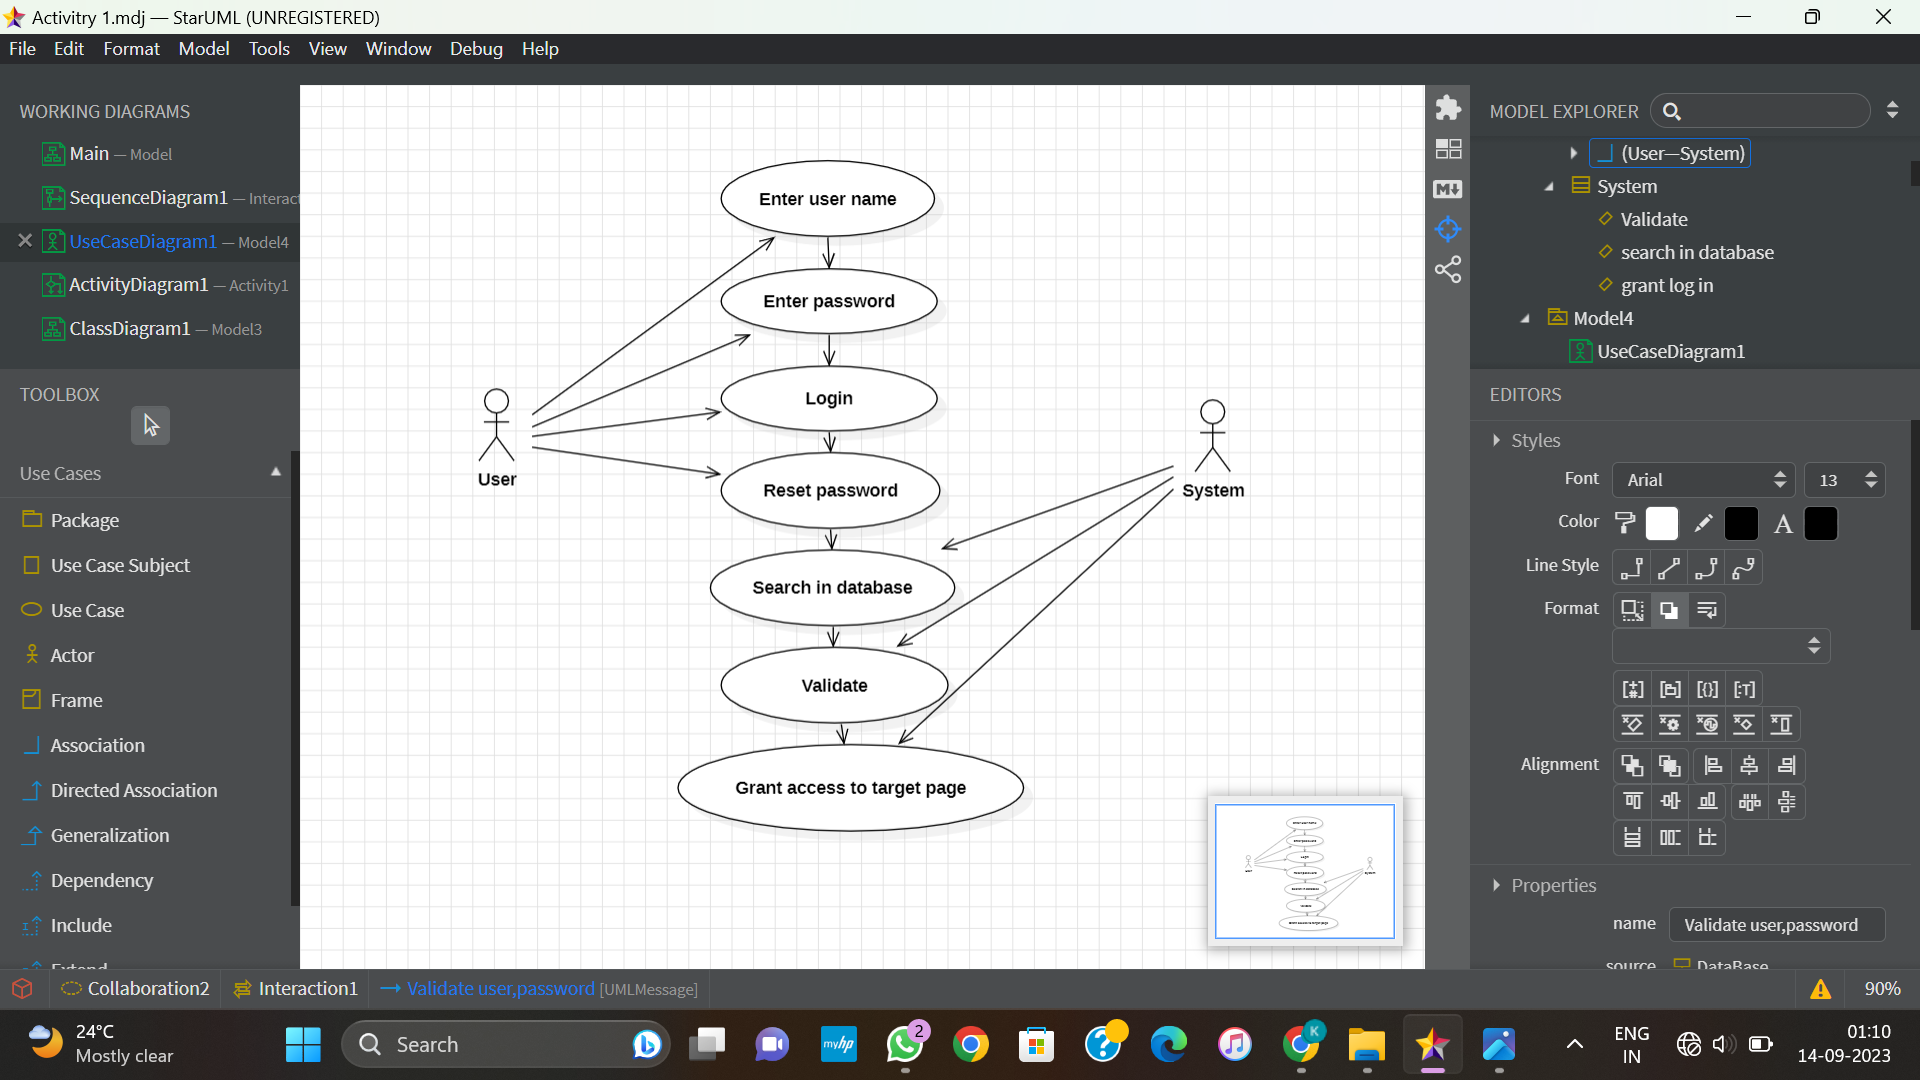 Activitry 1.mdj — StarUML (UNREGISTERED)
File Edit Format Model Tools View Window Debug Help
WORKING DIAGRAMS
Main — Model
SequenceDiagram1 — Interac
UseCaseDiagram1 — Model4
ActivityDiagram1 — Activity1
ClassDiagram1 — Model3
TOOLBOX
Use Cases
Package
Use Case Subject
Use Case
Actor
Frame
Association
Directed Association
Generalization
Dependency
Include
Extend
Enter user name
Enter password
Login
Reset password
Search in database
Validate
Grant access to target page
User
System
MODEL EXPLORER
(User—System)
System
Validate
search in database
grant log in
Model4
UseCaseDiagram1
EDITORS
Styles
Font Arial 13
Color A
Line Style
Format
Alignment
Properties
name Validate user,password
source DataBase
Collaboration2 Interaction1 Validate user,password [UMLMessage] 90%
24°C
Mostly clear
Search
myhp
2
K
ENG
IN
01:10
14-09-2023